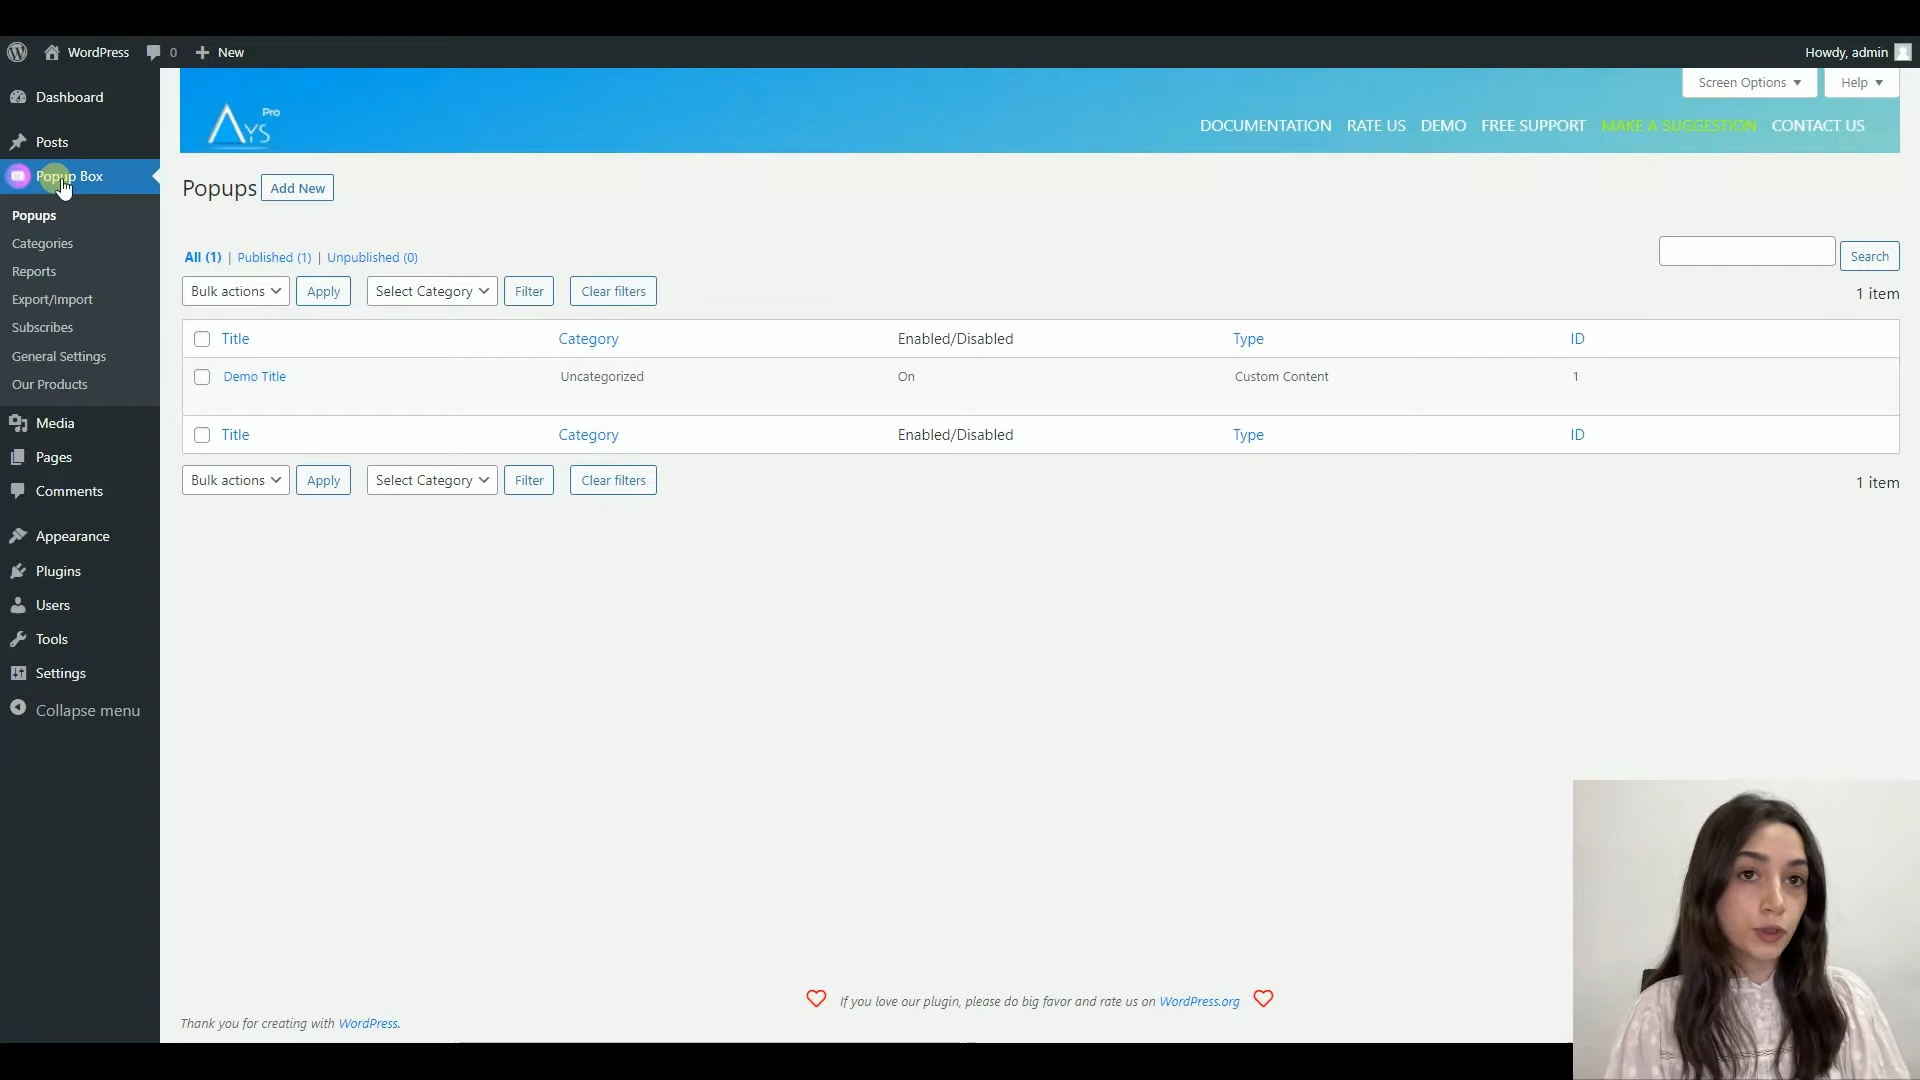 WordPress 0 New Howdy, admin
Dashboard
Posts
Popup Box
Popups
Categories
Reports
Export/Import
Subscribes
General Settings
Our Products
Media
Pages
Comments
Appearance
Plugins
Users
Tools
Settings
Collapse menu
Screen Options Help
AYS Pro
DOCUMENTATION RATE US DEMO FREE SUPPORT MAKE A SUGGESTION CONTACT US
Popups Add New
All (1) | Published (1) | Unpublished (0)
Search
Bulk actions Apply Select Category Filter Clear filters
1 item
Title Category Enabled/Disabled Type ID
Demo Title Uncategorized On Custom Content 1
Title Category Enabled/Disabled Type ID
Bulk actions Apply Select Category Filter Clear filters
1 item
If you love our plugin, please do big favor and rate us on WordPress.org
Thank you for creating with WordPress.